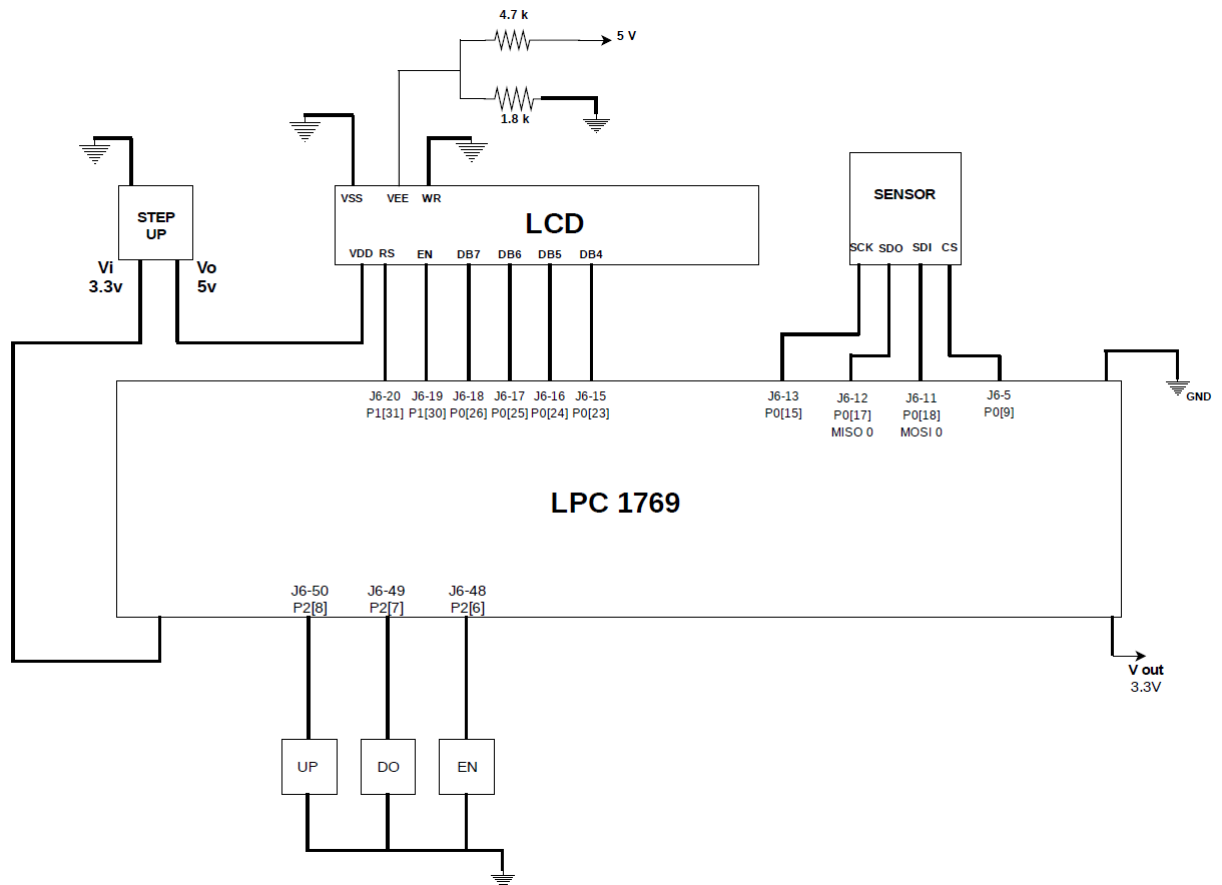 4.7 k
5 V
1.8 k
VSS VEE WR
LCD
VDD RS EN DB7 DB6 DB5 DB4
STEP
UP
Vi
3.3v
Vo
5v
SENSOR
SCK SDO SDI CS
J6-20
P1[31]
J6-19
P1[30]
J6-18
P0[26]
J6-17
P0[25]
J6-16
P0[24]
J6-15
P0[23]
J6-13
P0[15]
J6-12
P0[17]
MISO 0
J6-11
P0[18]
MOSI 0
J6-5
P0[9]
GND
LPC 1769
J6-50
P2[8]
J6-49
P2[7]
J6-48
P2[6]
V out
3.3V
UP
DO
EN